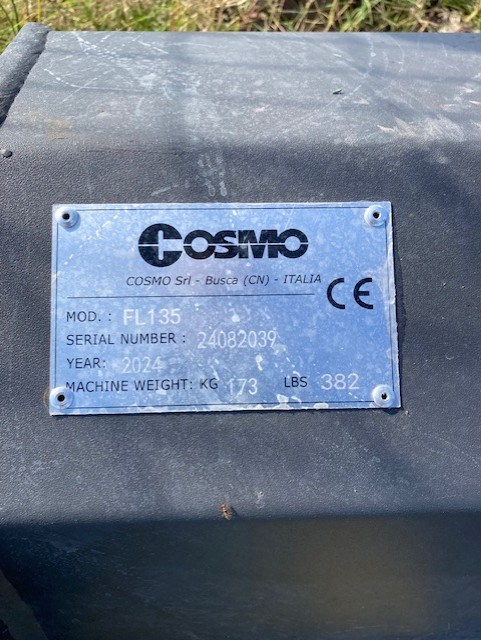 COSMO
COSMO Srl - Busca (CN) - ITALIA
CE
MOD. : FL135
SERIAL NUMBER : 24082039
YEAR: 2024
MACHINE WEIGHT: KG 173 LBS 382